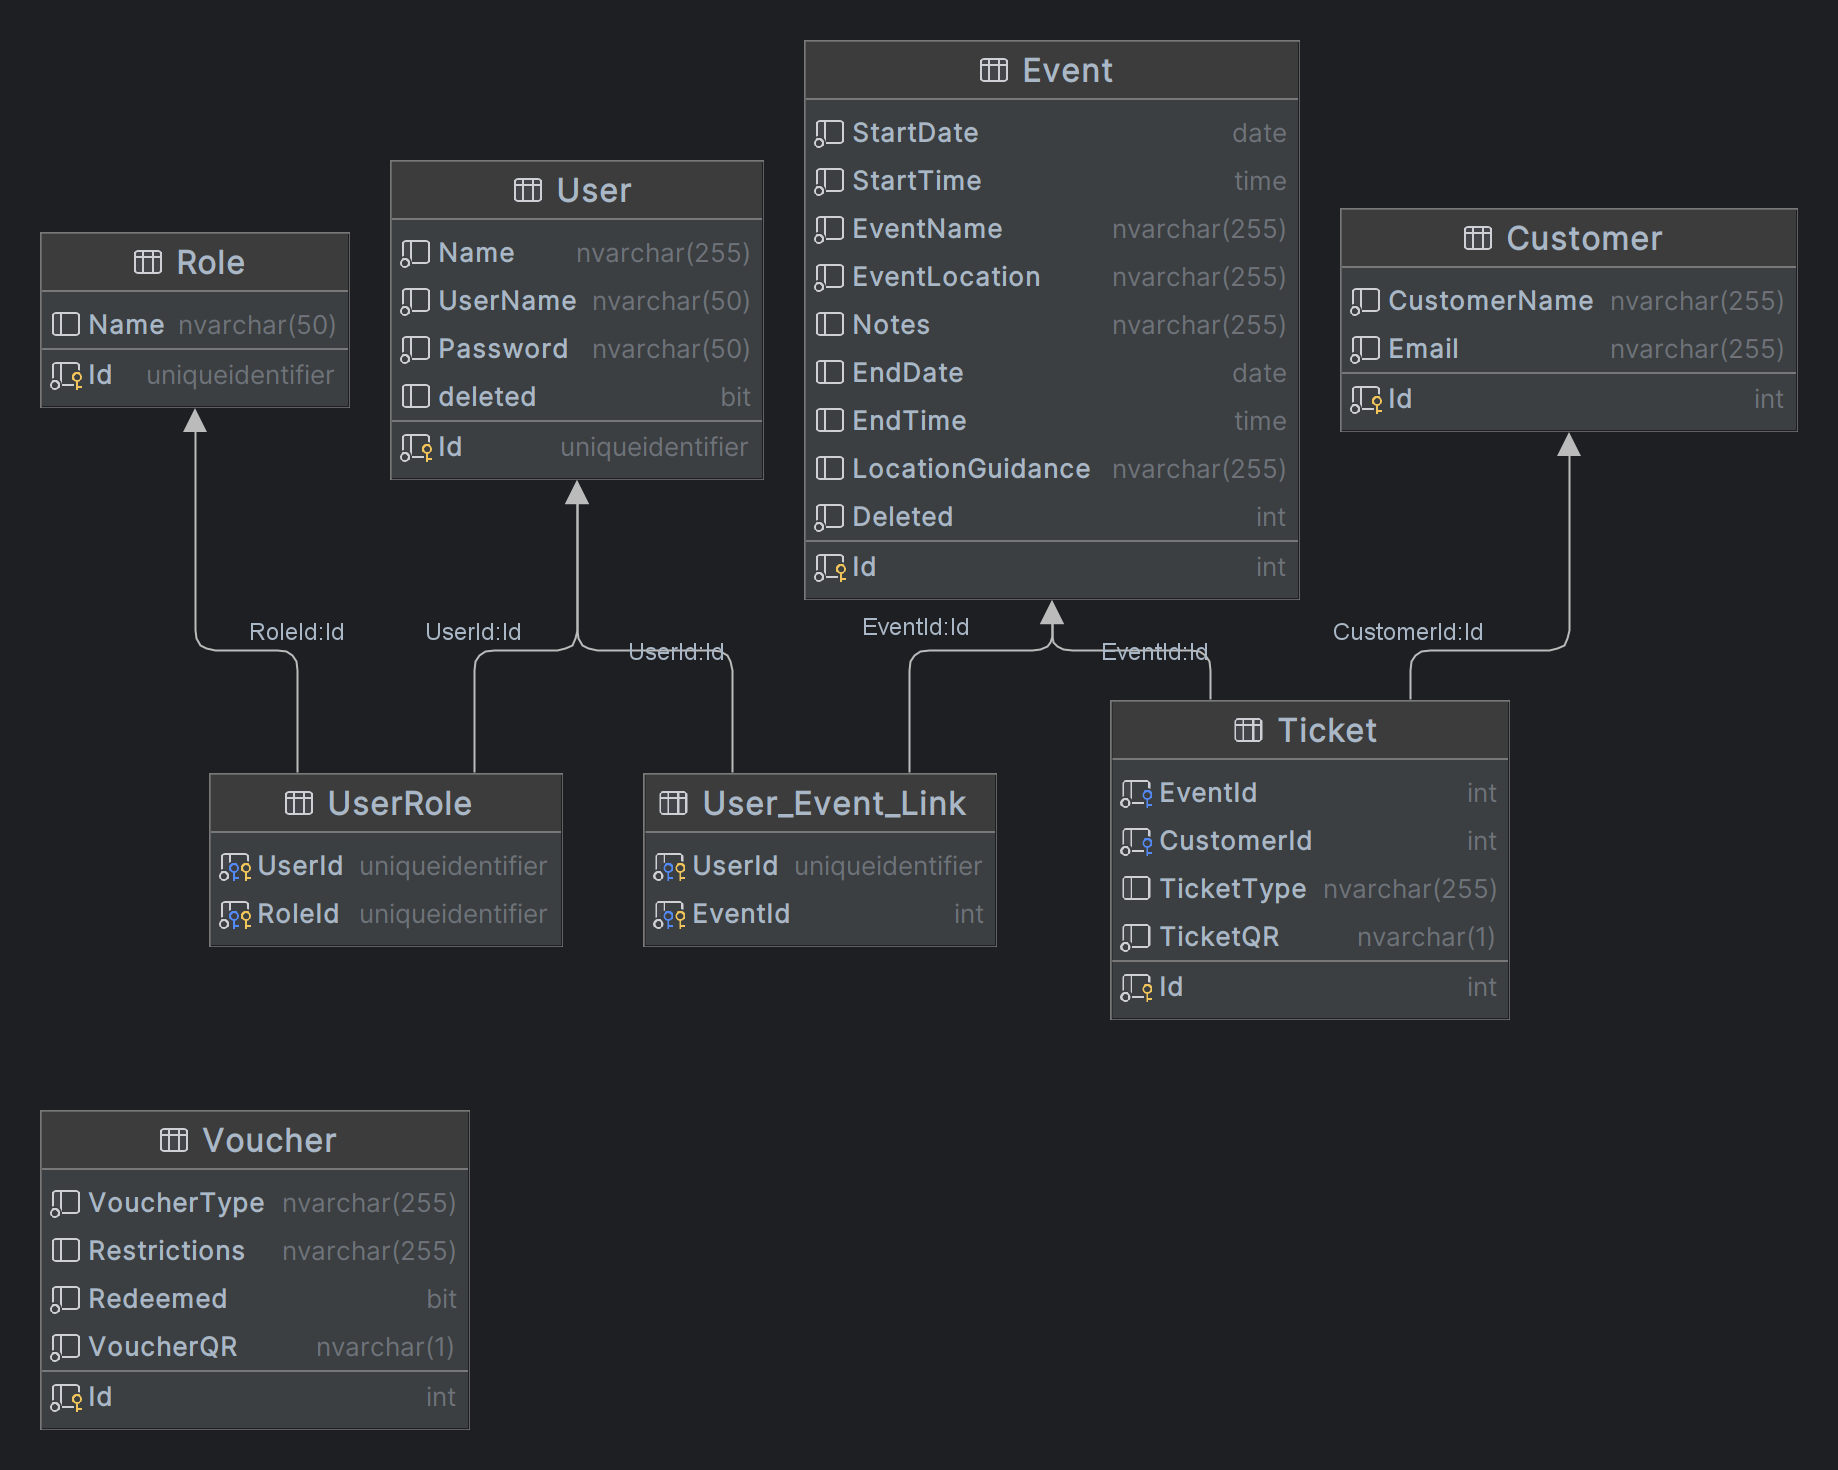 Event
StartDate date
StartTime time
EventName nvarchar(255)
EventLocation nvarchar(255)
Notes nvarchar(255)
EndDate date
EndTime time
LocationGuidance nvarchar(255)
Deleted int
Id int
User
Name nvarchar(255)
UserName nvarchar(50)
Password nvarchar(50)
deleted bit
Id uniqueidentifier
Customer
CustomerName nvarchar(255)
Email nvarchar(255)
Id int
Role
Name nvarchar(50)
Id uniqueidentifier
RoleId:Id
UserId:Id
UserId:Id
EventId:Id
EventId:Id
CustomerId:Id
UserRole
UserId uniqueidentifier
RoleId uniqueidentifier
User_Event_Link
UserId uniqueidentifier
EventId int
Ticket
EventId int
CustomerId int
TicketType nvarchar(255)
TicketQR nvarchar(1)
Id int
Voucher
VoucherType nvarchar(255)
Restrictions nvarchar(255)
Redeemed bit
VoucherQR nvarchar(1)
Id int